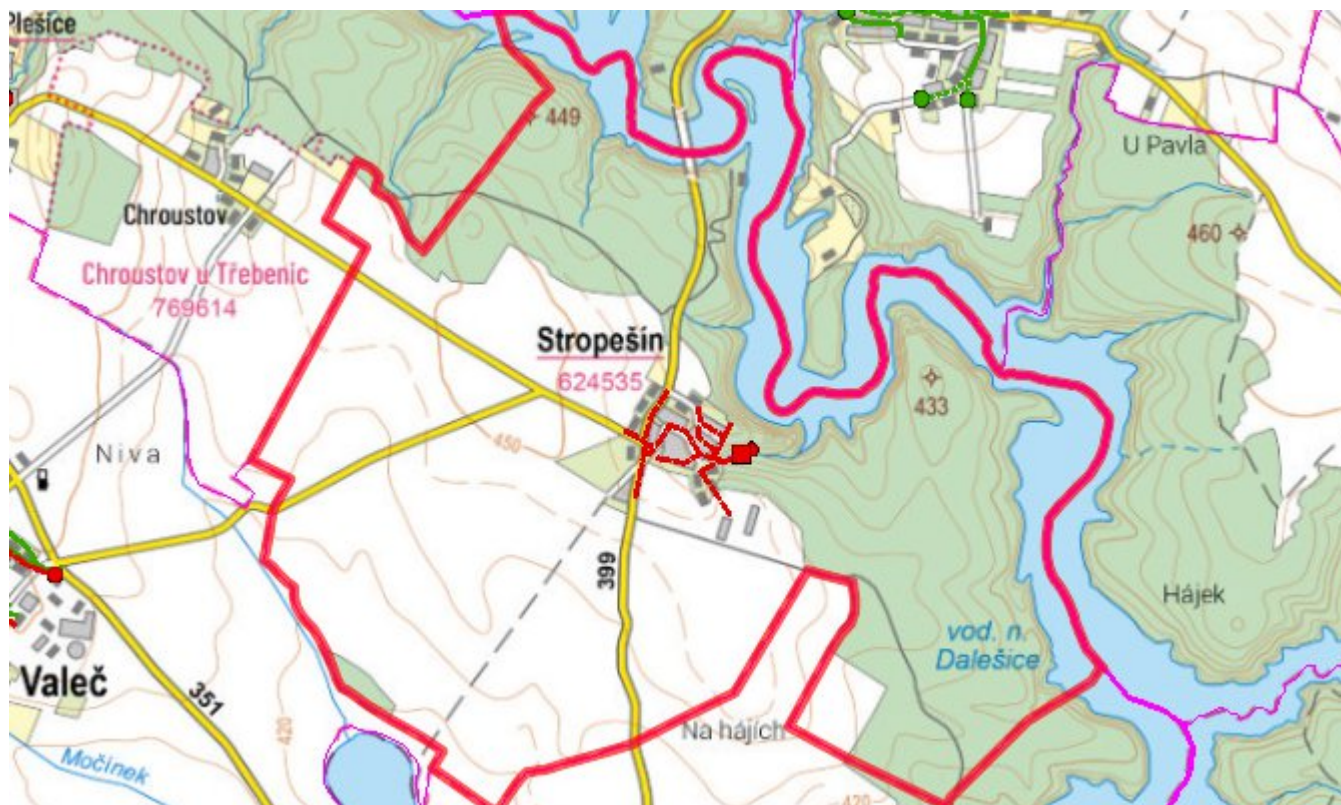 Plešice
449
U Pavla
Chroustov
460
Chroustov u Třebenic
769614
Stropešín
624535
433
450
Niva
399
Hájek
vod. n.
Dalešice
Valeč
351
420
Na hájích
Močínek
420